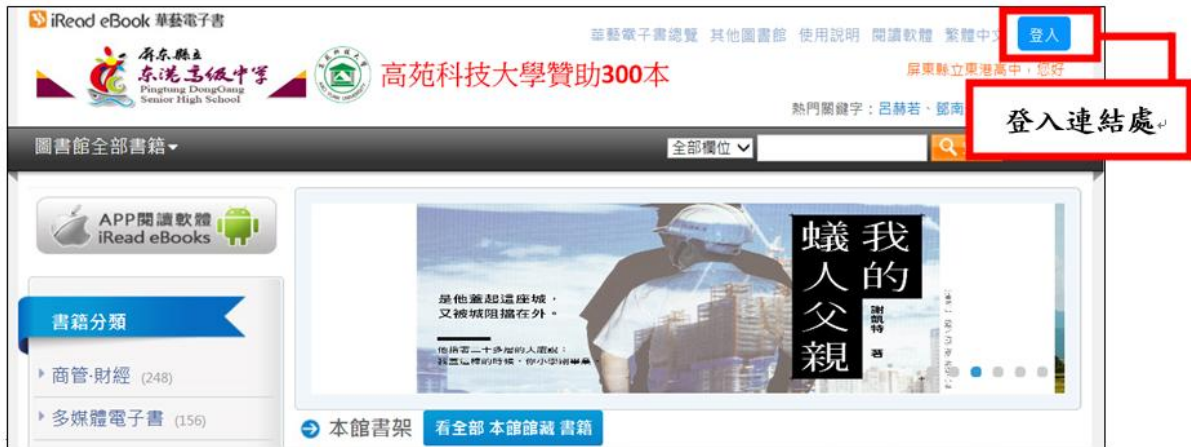 iRead eBook 華藝電子書
華藝電子書總覽 其他圖書館 使用說明 閱讀軟體 繁體中文
登入
屏東縣立
東港高級中學
Pingtung DongGang
Senior High School
高苑科技大學贊助300本
屏東縣立東港高中,您好
熱門關鍵字:呂赫若、鄧南
登入連結處
圖書館全部書籍
全部欄位
APP閱讀軟體
iRead eBooks
我的
蟻人父親
謝凱特 著
是他蓋起這座城,
又被城阻擋在外。
書籍分類
商管‧財經 (248)
多媒體電子書 (156)
本館書架
看全部 本館館藏 書籍